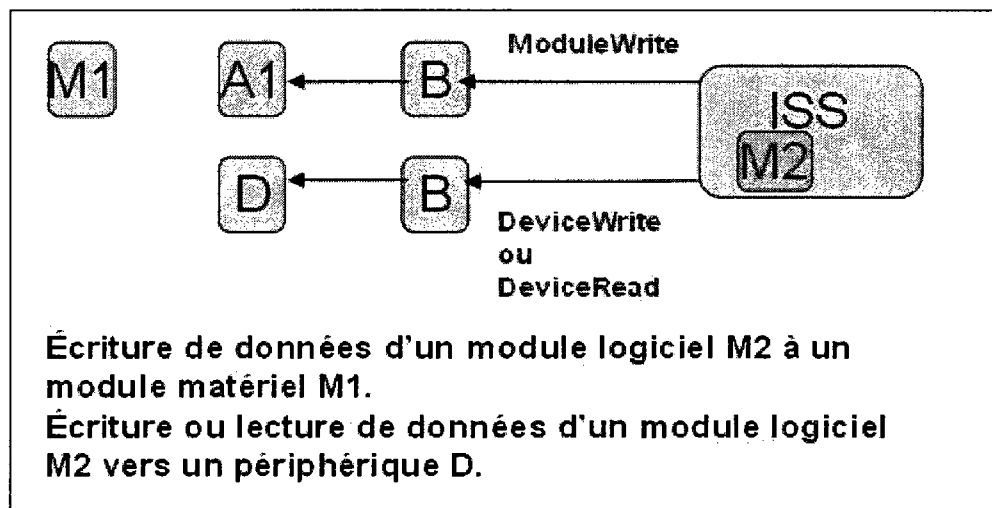 ModuleWrite
M1 A1 B
ISS
M2
D B
DeviceWrite
ou
DeviceRead
Écriture de données d'un module logiciel M2 à un
module matériel M1.
Écriture ou lecture de données d'un module logiciel
M2 vers un périphérique D.